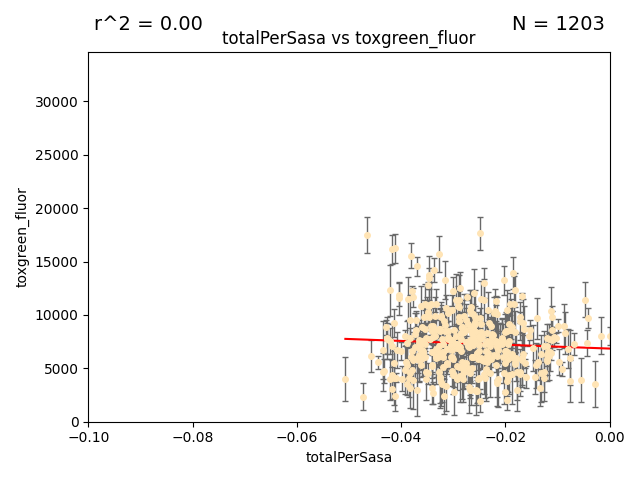 r^2 = 0.00
N = 1203
totalPerSasa vs toxgreen_fluor
30000
25000
20000
15000
10000
5000
0
toxgreen_fluor
−0.10
−0.08
−0.06
−0.04
−0.02
0.00
totalPerSasa